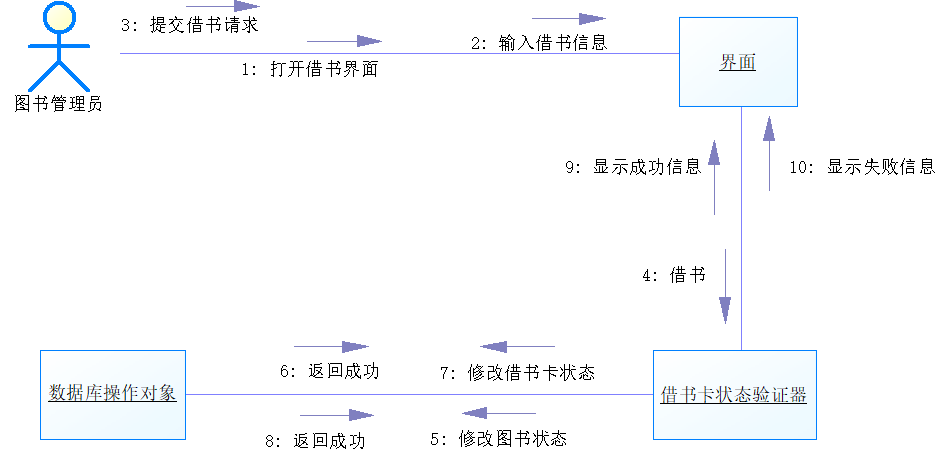 3: 提交借书请求
2: 输入借书信息
1: 打开借书界面
界面
图书管理员
9: 显示成功信息
10: 显示失败信息
4: 借书
6: 返回成功
7: 修改借书卡状态
数据库操作对象
借书卡状态验证器
8: 返回成功
5: 修改图书状态